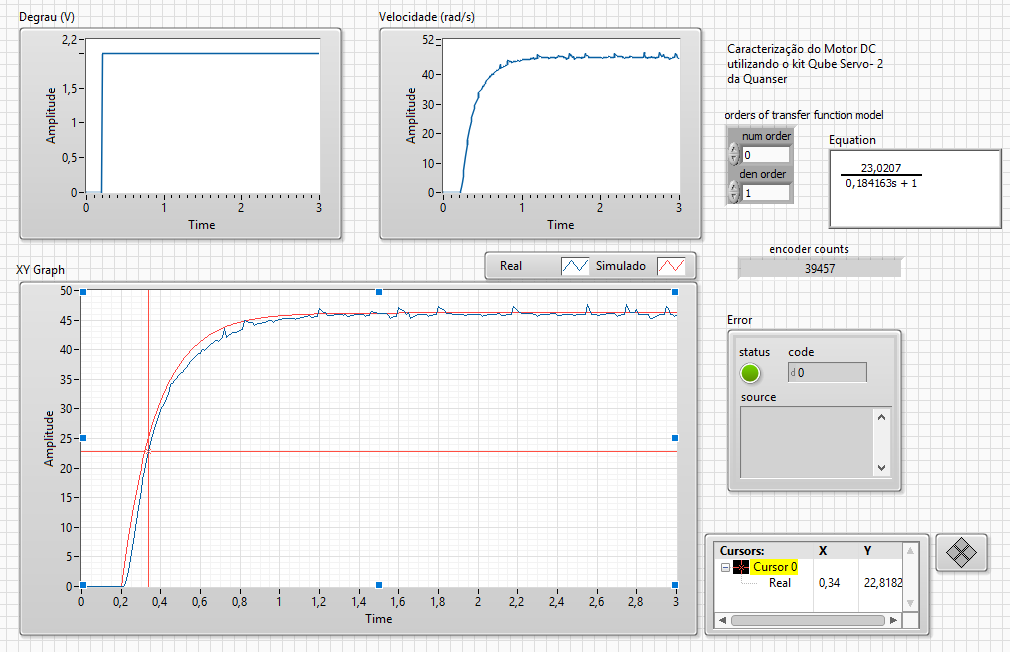 Degrau (V)
Amplitude
2,2
1,5
1
0,5
0
0
1
2
3
Time
Velocidade (rad/s)
Amplitude
52
40
30
20
10
0
0
1
2
3
Time
Caracterização do Motor DC
utilizando o kit Qube Servo- 2
da Quanser
orders of transfer function model
num order
0
den order
1
Equation
23,0207
0,184163s + 1
encoder counts
39457
XY Graph
Real
Simulado
Amplitude
50
45
40
35
30
25
20
15
10
5
0
0
0,2
0,4
0,6
0,8
1
1,2
1,4
1,6
1,8
2
2,2
2,4
2,6
2,8
3
Time
Error
status
code
d 0
source
Cursors:
X
Y
Cursor 0
Real
0,34
22,8182